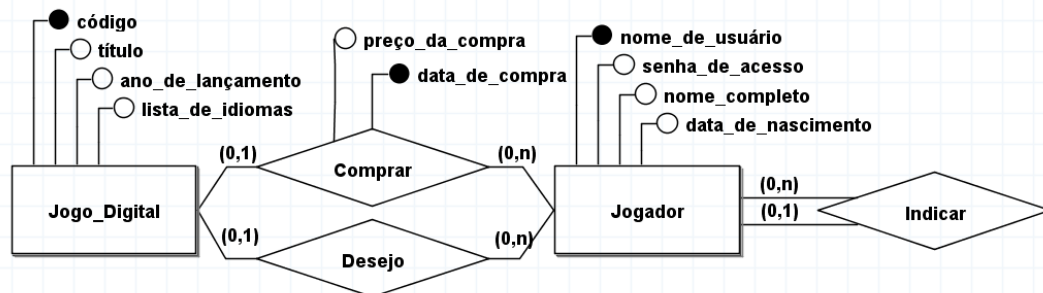 código
título
ano_de_lançamento
lista_de_idiomas
preço_da_compra
data_de_compra
nome_de_usuário
senha_de_acesso
nome_completo
data_de_nascimento
(0,1)
(0,n)
Comprar
Jogo_Digital
Jogador
(0,n)
(0,1)
Indicar
(0,1)
(0,n)
Desejo